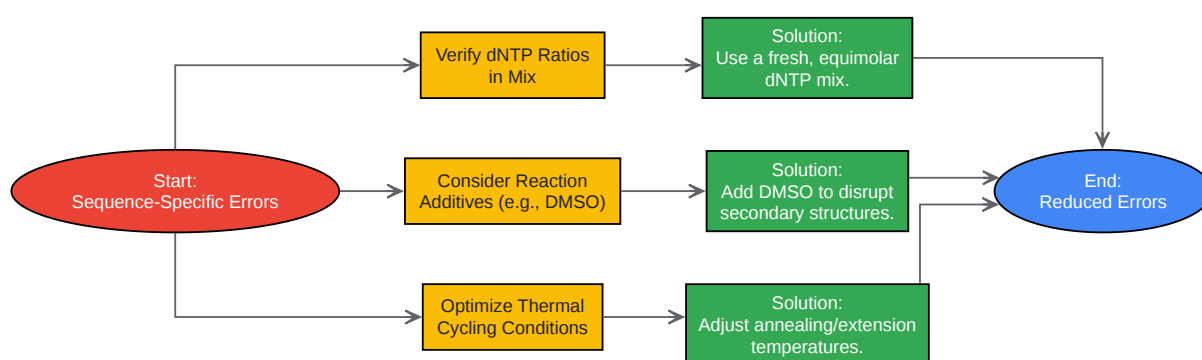 Verify dNTP Ratios
in Mix
Solution:
Use a fresh, equimolar
dNTP mix.
Start:
Sequence-Specific Errors
Consider Reaction
Additives (e.g., DMSO)
Solution:
Add DMSO to disrupt
secondary structures.
End:
Reduced Errors
Optimize Thermal
Cycling Conditions
Solution:
Adjust annealing/extension
temperatures.